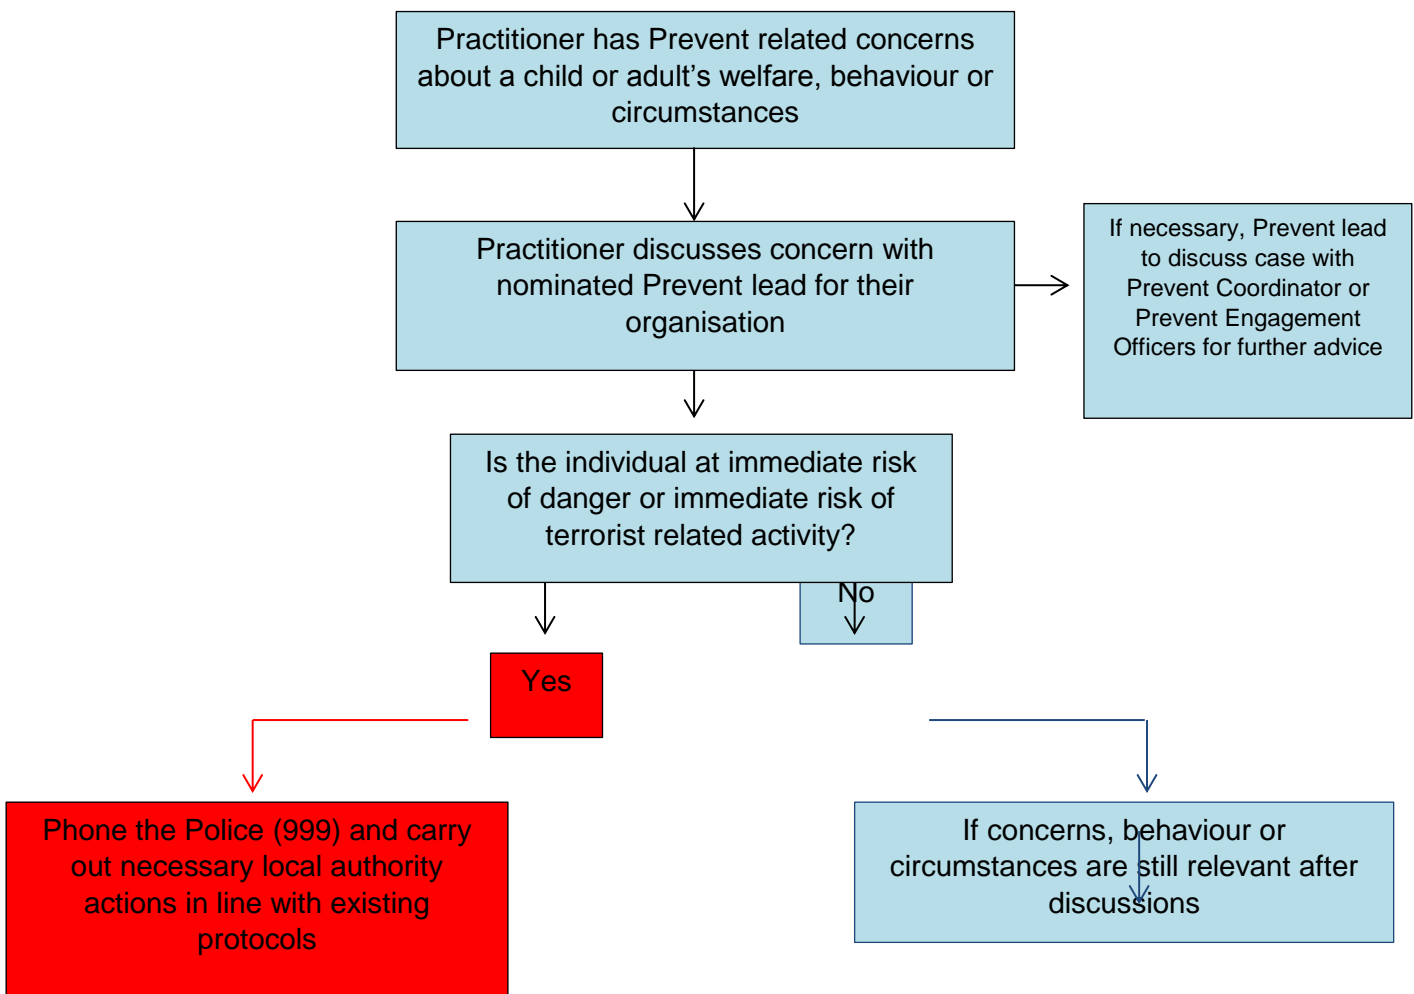 Practitioner has Prevent related concerns
about a child or adult’s welfare, behaviour or
circumstances
Practitioner discusses concern with
nominated Prevent lead for their
organisation
If necessary, Prevent lead
to discuss case with
Prevent Coordinator or
Prevent Engagement
Officers for further advice
Is the individual at immediate risk
of danger or immediate risk of
terrorist related activity?
No
Yes
Phone the Police (999) and carry
out necessary local authority
actions in line with existing
protocols
If concerns, behaviour or
circumstances are still relevant after
discussions